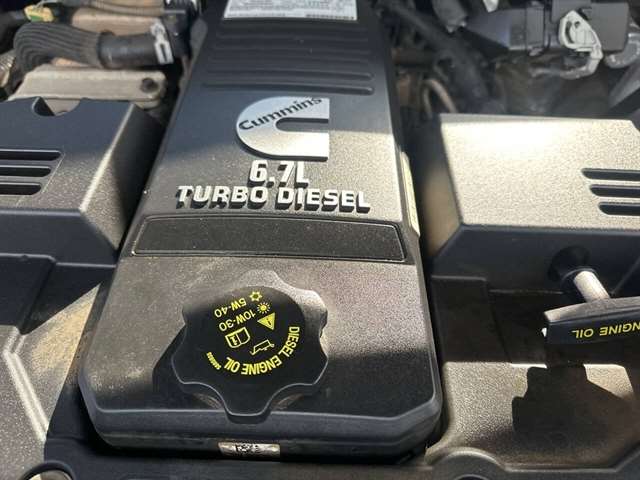 Cummins
6.7L
TURBO DIESEL
5W-40
10W-30
DIESEL ENGINE OIL
ENGINE OIL